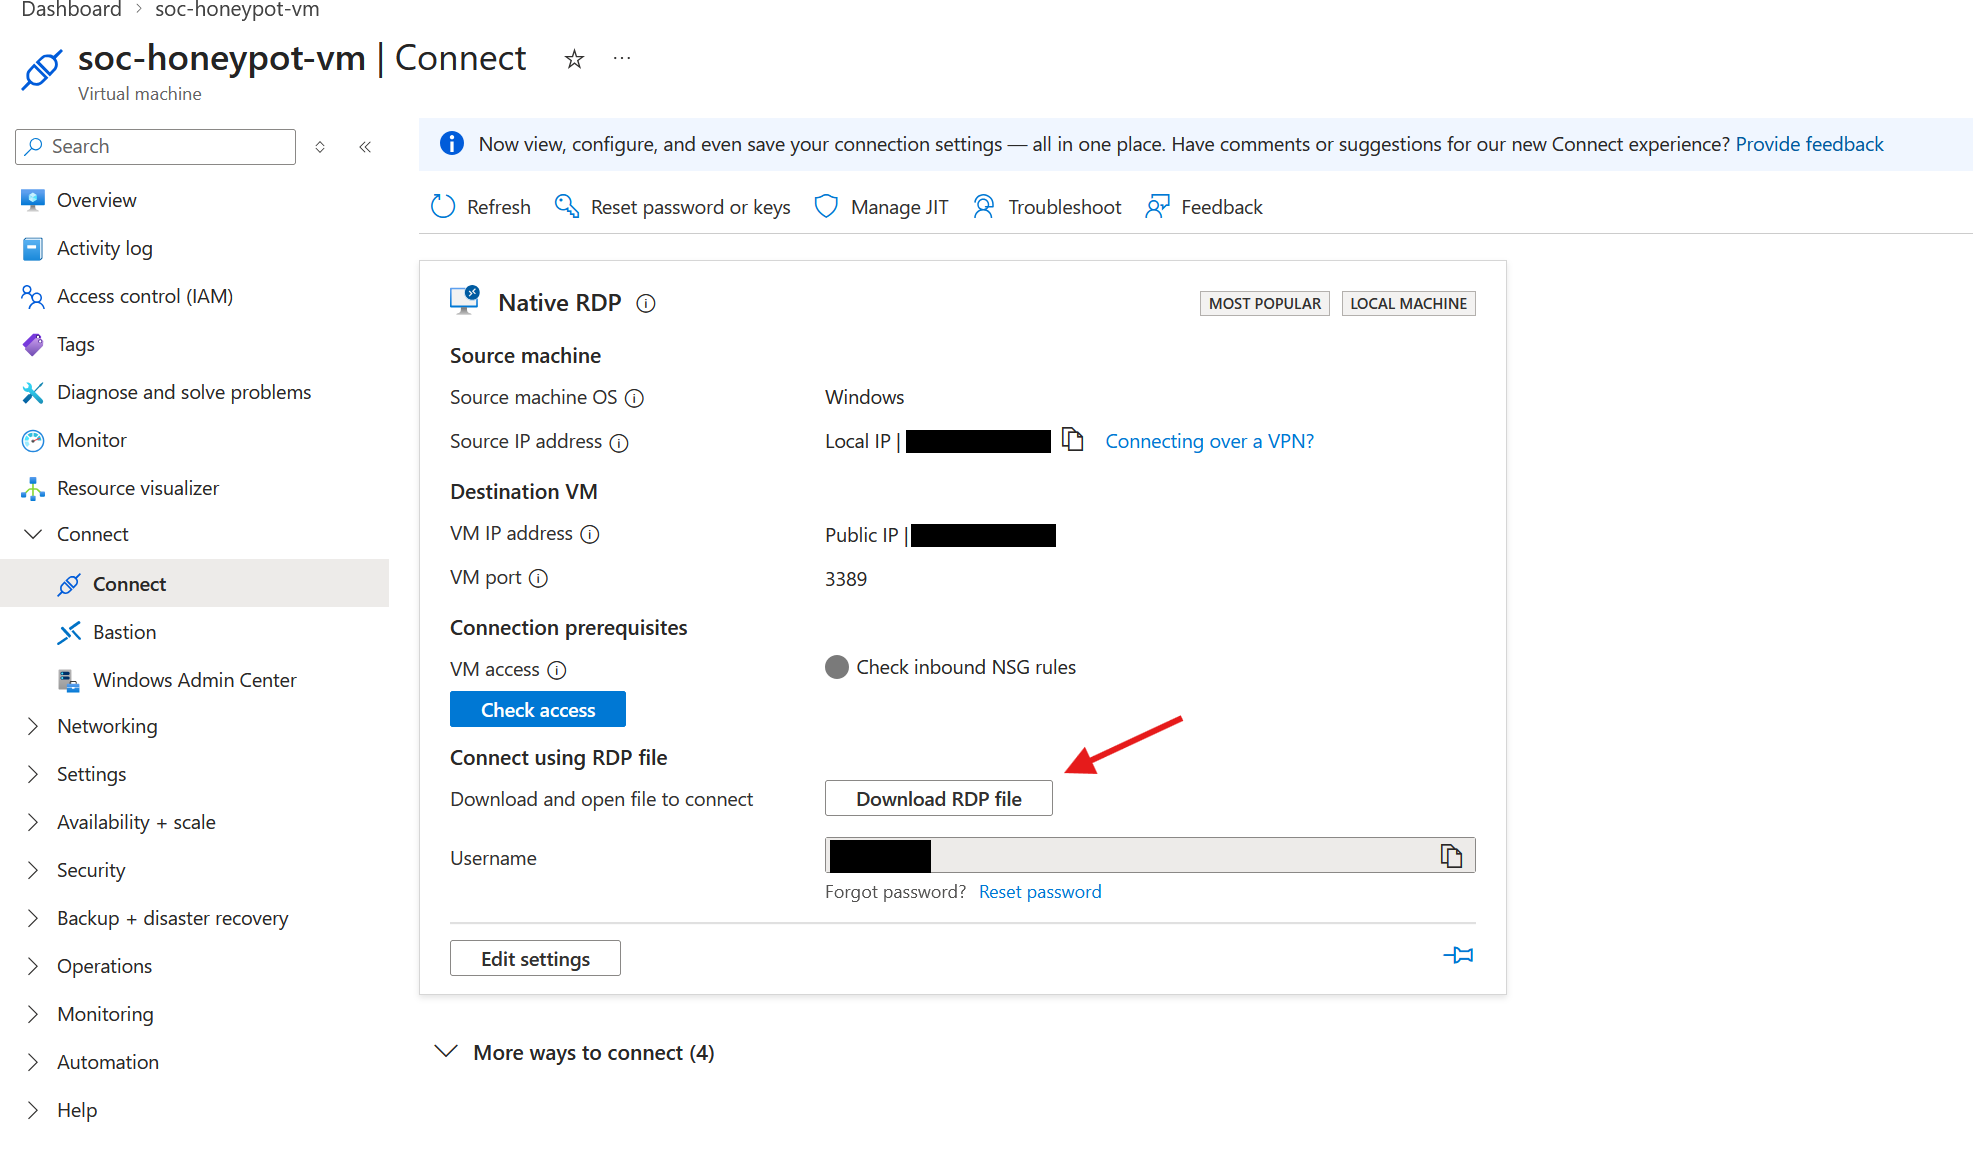 Dashboard > soc-honeypot-vm
soc-honeypot-vm | Connect
Virtual machine
Search
Now view, configure, and even save your connection settings — all in one place. Have comments or suggestions for our new Connect experience? Provide feedback
Refresh
Reset password or keys
Manage JIT
Troubleshoot
Feedback
Overview
Activity log
Access control (IAM)
Tags
Diagnose and solve problems
Monitor
Resource visualizer
Connect
Connect
Bastion
Windows Admin Center
Networking
Settings
Availability + scale
Security
Backup + disaster recovery
Operations
Monitoring
Automation
Help
Native RDP
MOST POPULAR
LOCAL MACHINE
Source machine
Source machine OS
Windows
Source IP address
Local IP |
Connecting over a VPN?
Destination VM
VM IP address
Public IP |
VM port
3389
Connection prerequisites
VM access
Check inbound NSG rules
Check access
Connect using RDP file
Download and open file to connect
Download RDP file
Username
Forgot password? Reset password
Edit settings
More ways to connect (4)